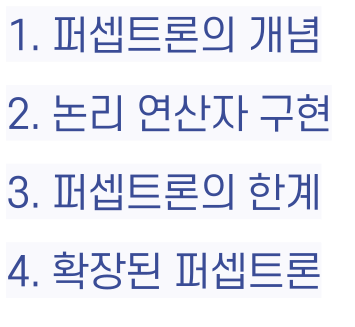 1. 퍼셉트론의 개념
2. 논리 연산자 구현
3. 퍼셉트론의 한계
4. 확장된 퍼셉트론